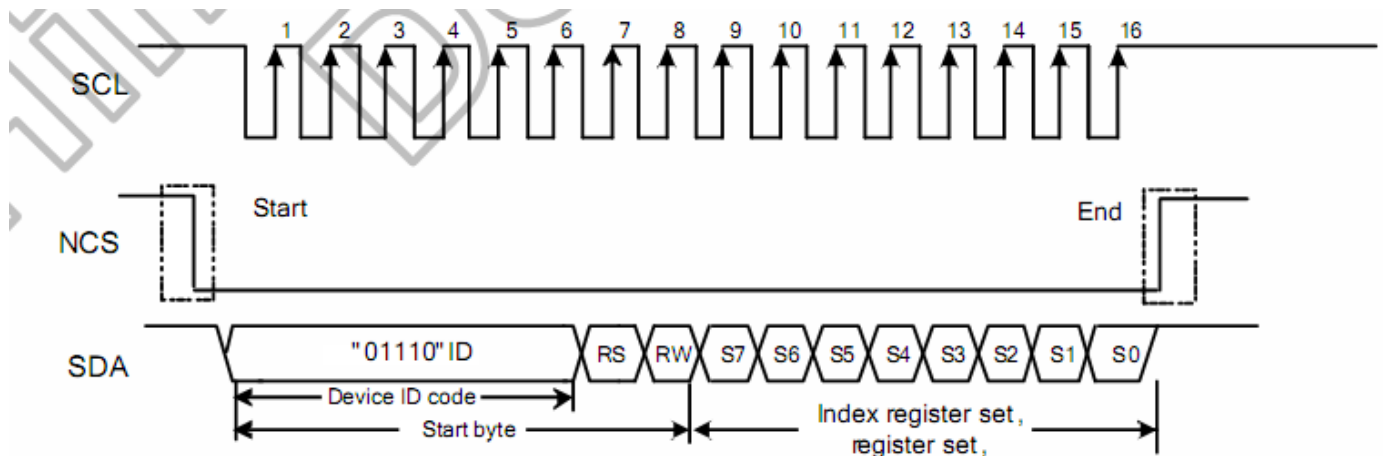 1 2 3 4 5 6 7 8 9 10 11 12 13 14 15 16
SCL
Start
End
NCS
"01110" ID
RS
RW
S7
S6
S5
S4
S3
S2
S1
S0
SDA
Device ID code
Start byte
Index register set,
register set,